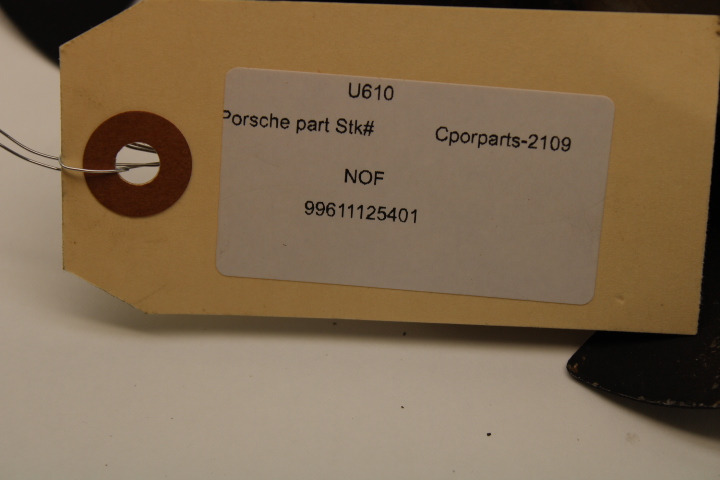 U610
Porsche part Stk# Cporparts-2109
NOF
99611125401